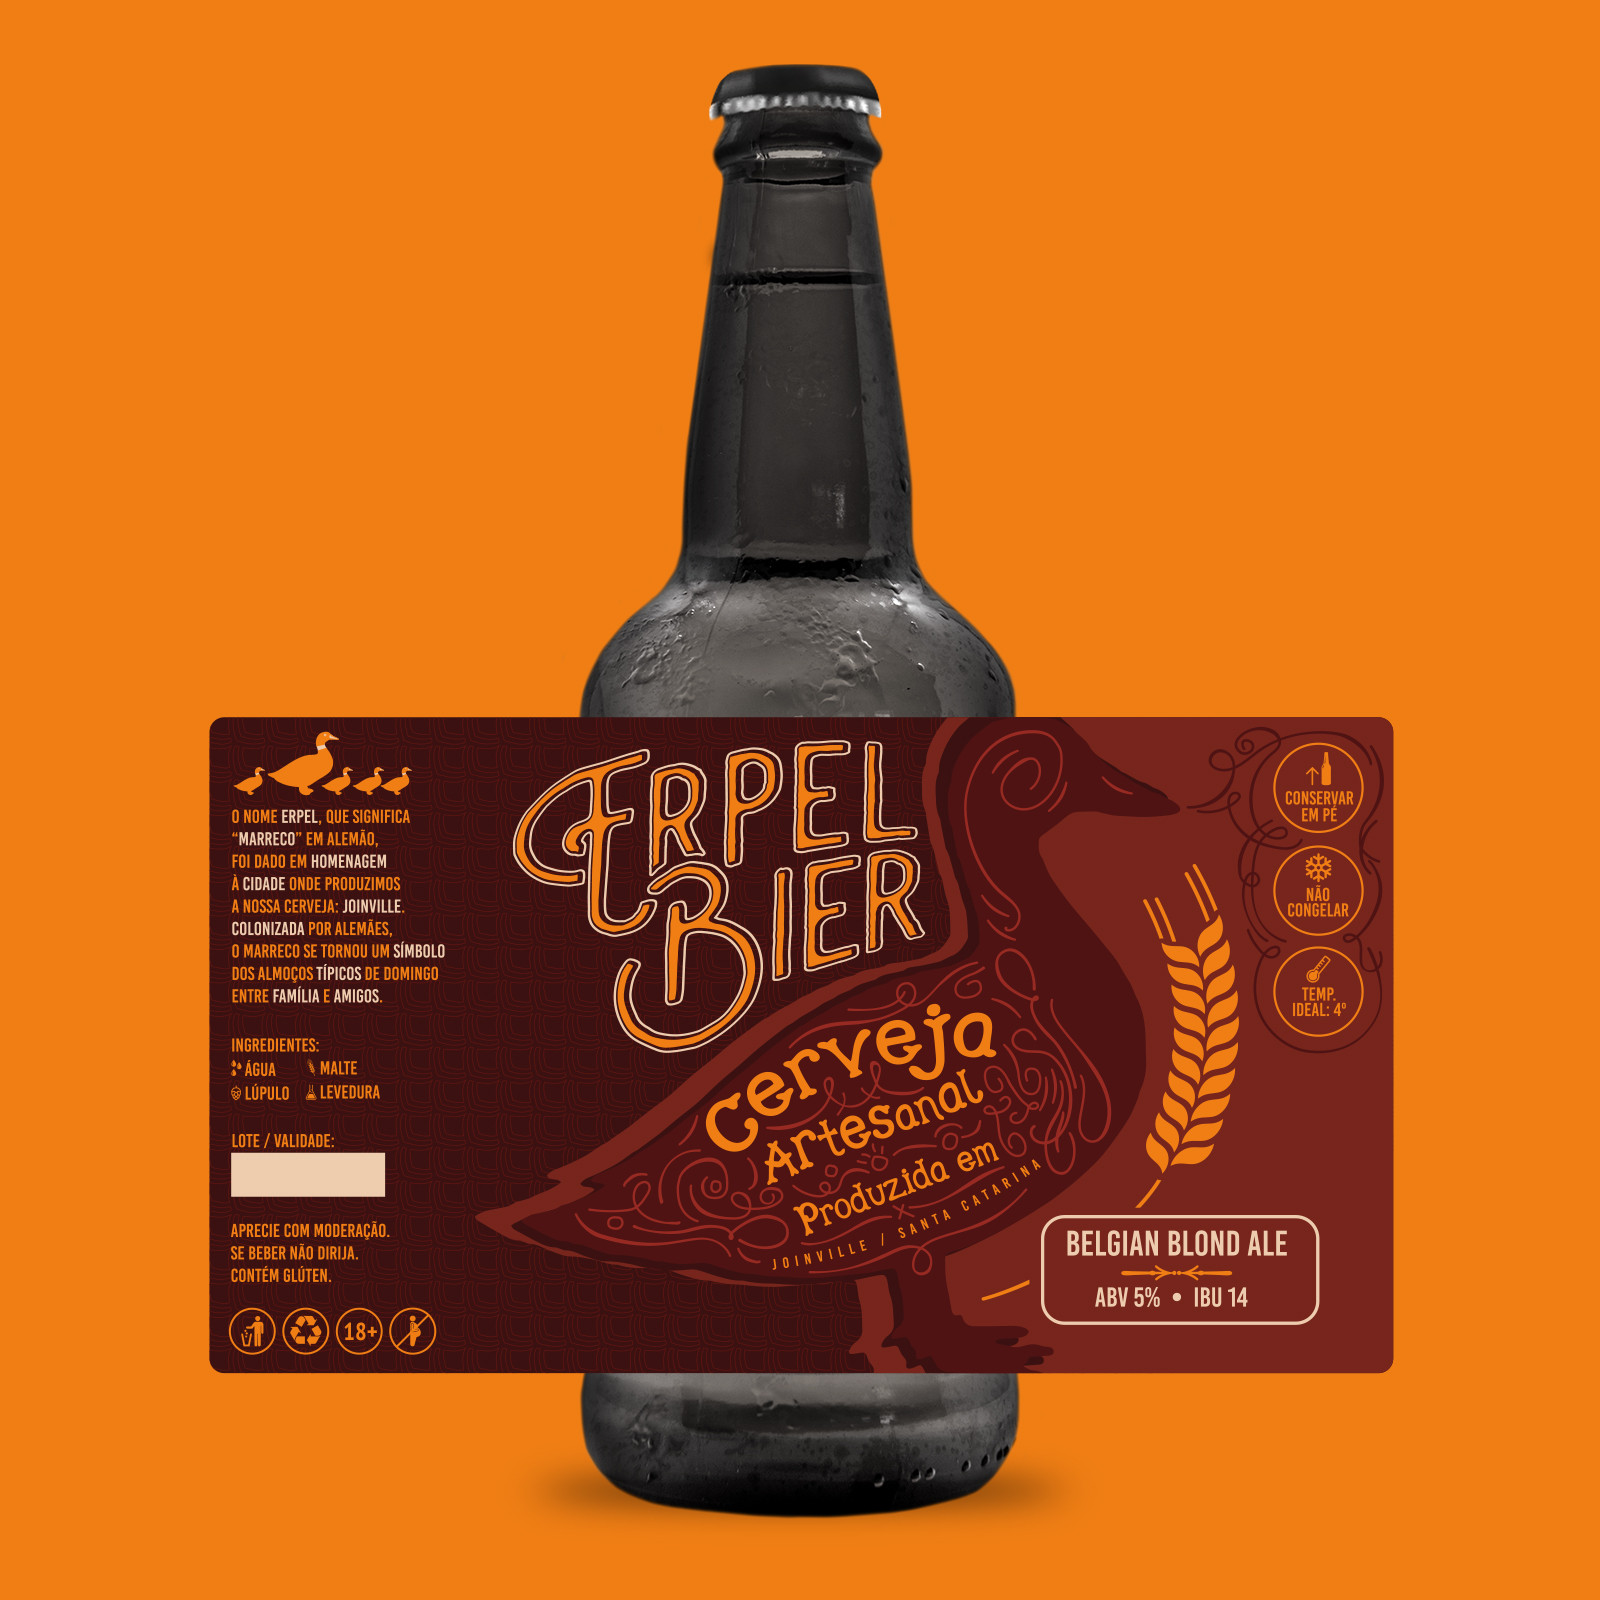 O NOME ERPEL, QUE SIGNIFICA
“MARRECO” EM ALEMÃO,
FOI DADO EM HOMENAGEM
À CIDADE ONDE PRODUZIMOS
A NOSSA CERVEJA: JOINVILLE.
COLONIZADA POR ALEMÃES,
O MARRECO SE TORNOU UM SÍMBOLO
DOS ALMOÇOS TÍPICOS DE DOMINGO
ENTRE FAMÍLIA E AMIGOS.
INGREDIENTES:
ÁGUA MALTE
LÚPULO LEVEDURA
LOTE / VALIDADE:
APRECIE COM MODERAÇÃO.
SE BEBER NÃO DIRIJA.
CONTÉM GLÚTEN.
18+
ERPEL
BIER
Cerveja
Artesanal
Produzida em
JOINVILLE / SANTA CATARINA
CONSERVAR
EM PÉ
NÃO
CONGELAR
TEMP.
IDEAL: 4º
BELGIAN BLOND ALE
ABV 5% • IBU 14